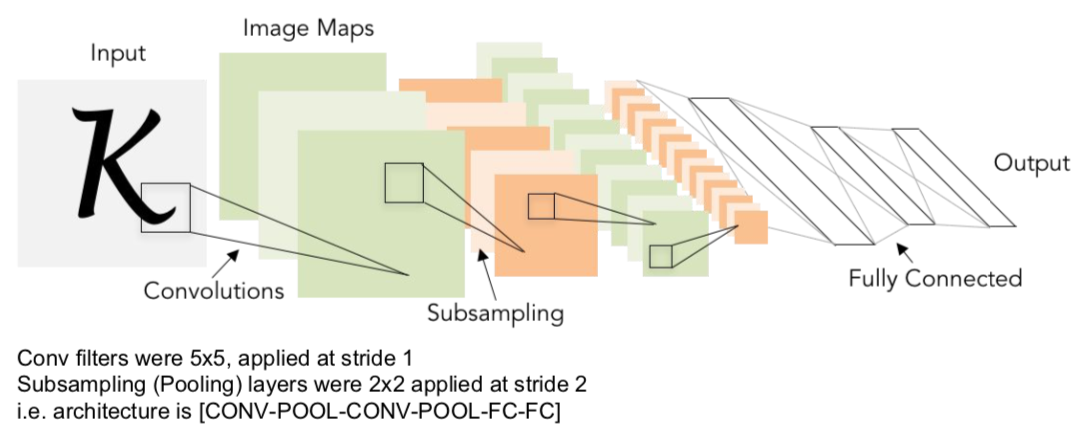 Image Maps
Input
Output
Convolutions
Subsampling
Fully Connected
K
Conv filters were 5x5, applied at stride 1
Subsampling (Pooling) layers were 2x2 applied at stride 2
i.e. architecture is [CONV-POOL-CONV-POOL-FC-FC]